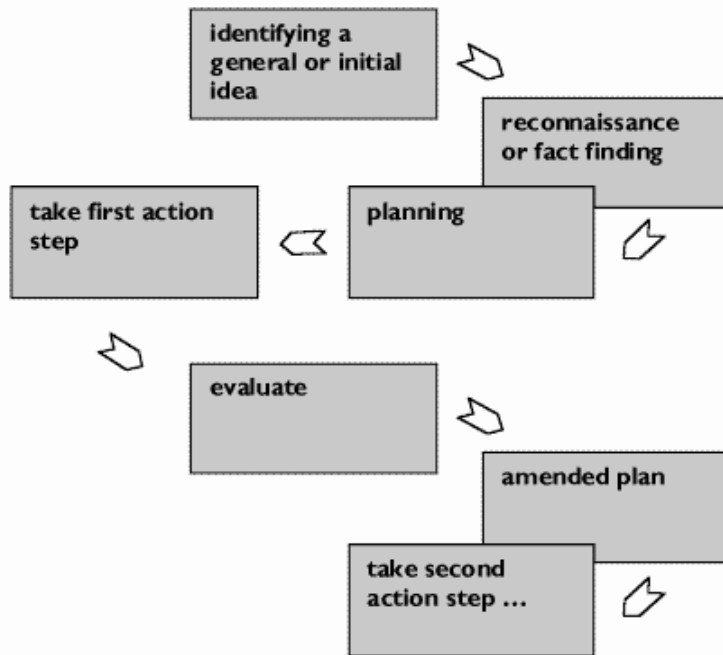 identifying a
general or initial
idea
reconnaissance
or fact finding
planning
take first action
step
evaluate
amended plan
take second
action step ...